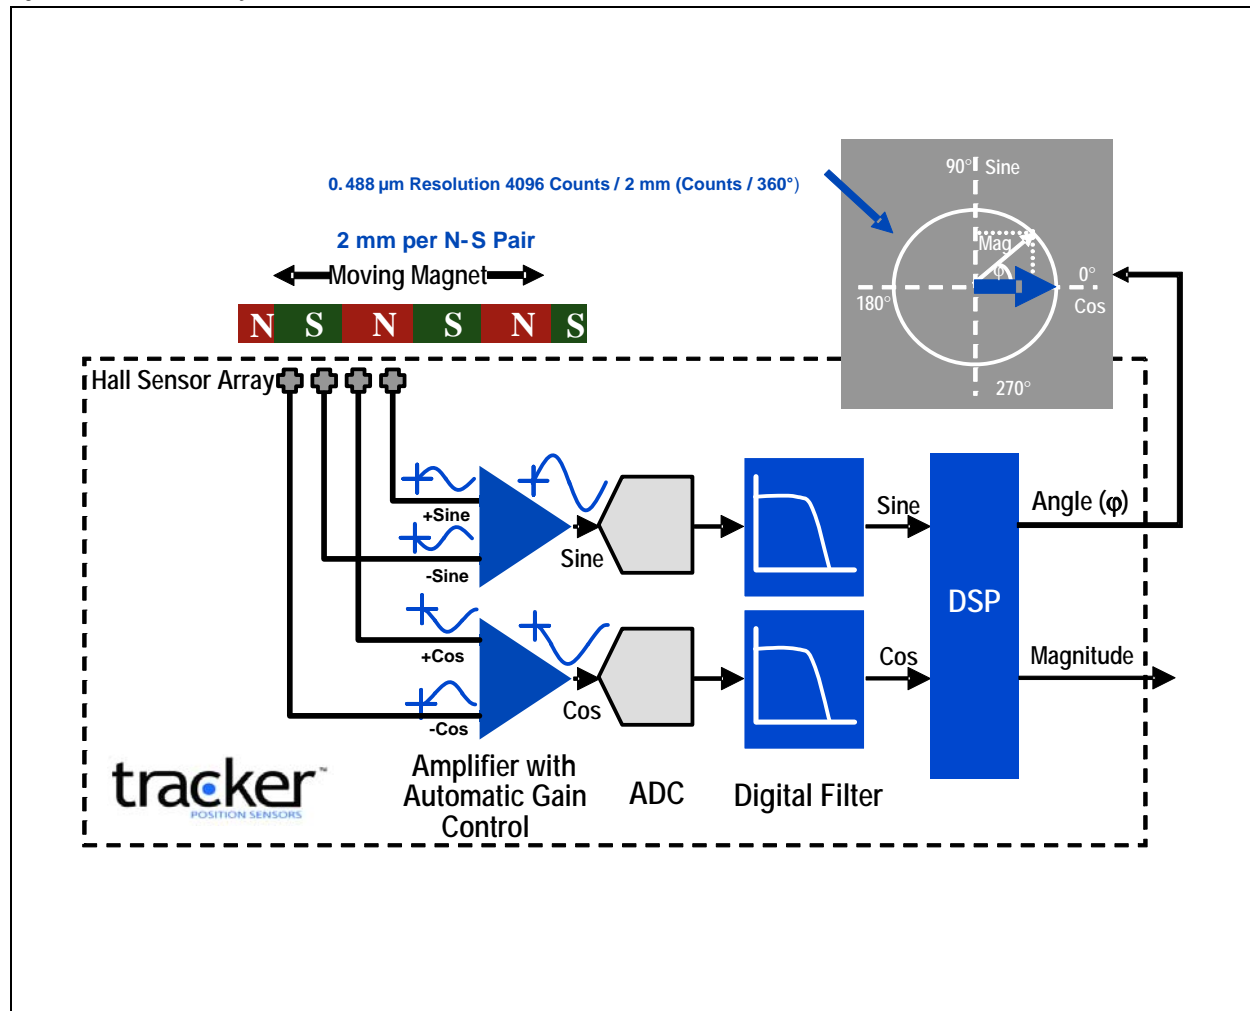 0.488 µm Resolution 4096 Counts / 2 mm (Counts / 360°)
2 mm per N-S Pair
Moving Magnet
N S N S N S
90° Sine
Mag
φ
0°
180°
Cos
270°
Hall Sensor Array
+Sine
-Sine
Sine
Sine
Angle (φ)
DSP
+Cos
-Cos
Cos
Cos
Magnitude
Amplifier with
Automatic Gain
Control
ADC
Digital Filter
tracker™
POSITION SENSORS